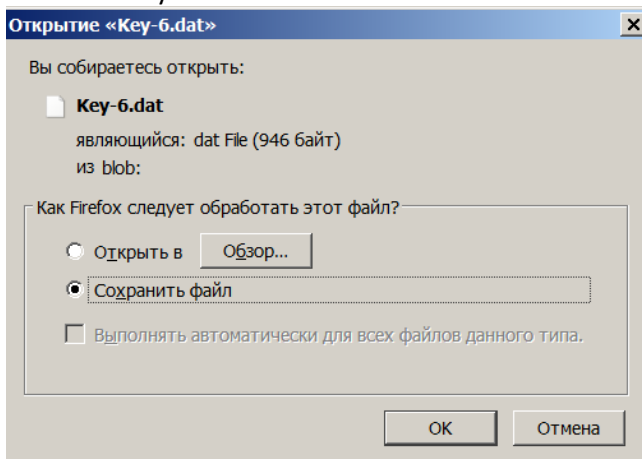 Открытие «Key-6.dat»
Вы собираетесь открыть:
Key-6.dat
являющийся: dat File (946 байт)
из blob:
Как Firefox следует обработать этот файл?
Открыть в Обзор...
Сохранить файл
Выполнять автоматически для всех файлов данного типа.
OK Отмена